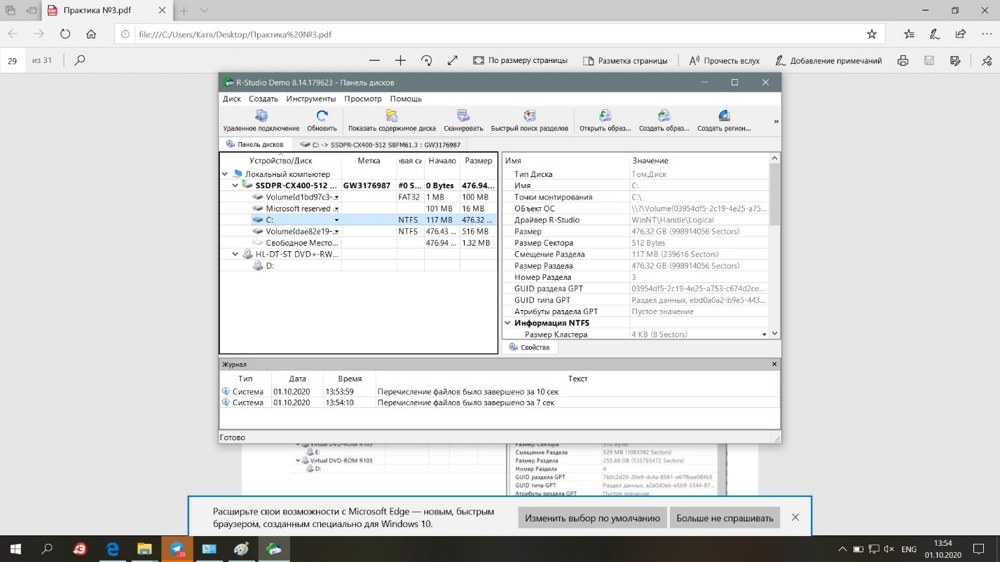 Практика №3.pdf
file:///C:/Users/Катя/Desktop/Практика%20№3.pdf
29 из 31 По размеру страницы Разметка страницы Прочесть вслух Добавление примечаний
R-Studio Demo 8.14.179623 - Панель дисков
Диск Создать Инструменты Просмотр Помощь
Удаленное подключение Обновить Показать содержимое диска Сканировать Быстрый поиск разделов Открыть образ... Создать образ... Создать регион... »
Панель дисков C: -> SSDPR-CX400-512 SBFM61.3 : GW3176987
Устройство/Диск Метка овая си Начало Размер
Локальный компьютер
SSDPR-CX400-512 ... GW3176987 #0 S... 0 Bytes 476.94...
Volume{d1bd97c3-.. FAT32 1 MB 100 MB
Microsoft reserved .. 101 MB 16 MB
C: NTFS 117 MB 476.32 ...
Volume{dae82e19-.. NTFS 476.43 ... 516 MB
Свободное Место... 476.94 ... 1.32 MB
HL-DT-ST DVD+-RW...
D:
Имя Значение
Тип Диска Том,Диск
Имя C:
Точки монтирования C:\
ОБъект ОС \\?\Volume{03954df5-2c19-4e25-a75...
Драйвер R-Studio WinNT\Handle\Logical
Размер 476.32 GB (998914056 Sectors)
Размер Сектора 512 Bytes
Смещение Раздела 117 MB (239616 Sectors)
Размер Раздела 476.32 GB (998914056 Sectors)
Номер Раздела 3
GUID раздела GPT 03954df5-2c19-4e25-a753-c674d2ce...
GUID типа GPT Раздел данных, ebd0a0a2-b9e5-443...
Атрибуты раздела GPT Пустое значение
Информация NTFS
Размер Кластера 4 KB (8 Sectors)
Свойства
Журнал
Тип Дата Время Текст
Система 01.10.2020 13:53:59 Перечисление файлов было завершено за 10 сек
Система 01.10.2020 13:54:10 Перечисление файлов было завершено за 7 сек
Готово
Virtual DVD-ROM R103
E:
Virtual DVD-ROM R103
D:
Размер Сектора 512 Bytes
Смещение Раздела 529 MB (1083392 Sectors)
Размер Раздела 255.48 GB (535785472 Sectors)
Номер Раздела 4
GUID раздела GPT 7b0c2d29-20e9-dc4a-8561-e67fbae084b5
GUID типа GPT Раздел данных, a2a0d0eb-e5b9-3344-87...
Атрибуты раздела GPT Пустое значение
Расширьте свои возможности с Microsoft Edge — новым, быстрым
браузером, созданным специально для Windows 10.
Изменить выбор по умолчанию Больше не спрашивать
30 ENG 13:54
01.10.2020